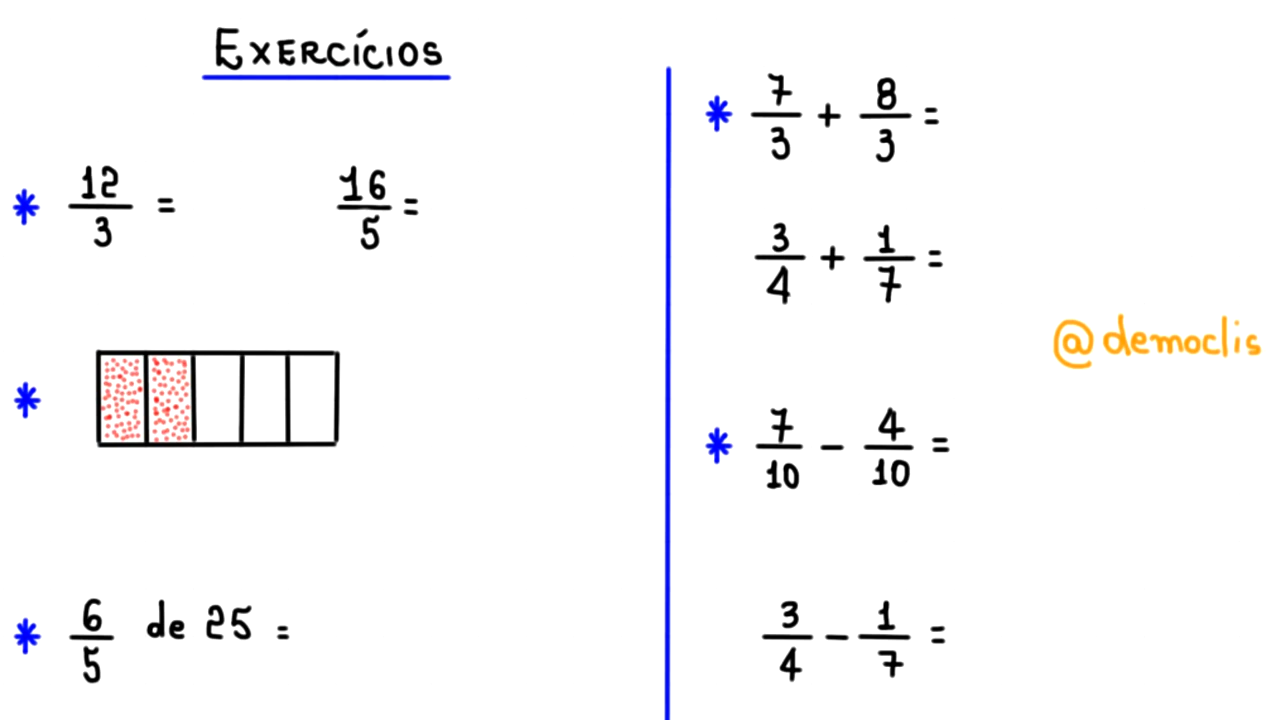 EXERCÍCIOS
* 12/3 = 16/5 =
* 6/5 de 25 =
* 7/3 + 8/3 =
3/4 + 1/7 =
@democlis
* 7/10 - 4/10 =
3/4 - 1/7 =